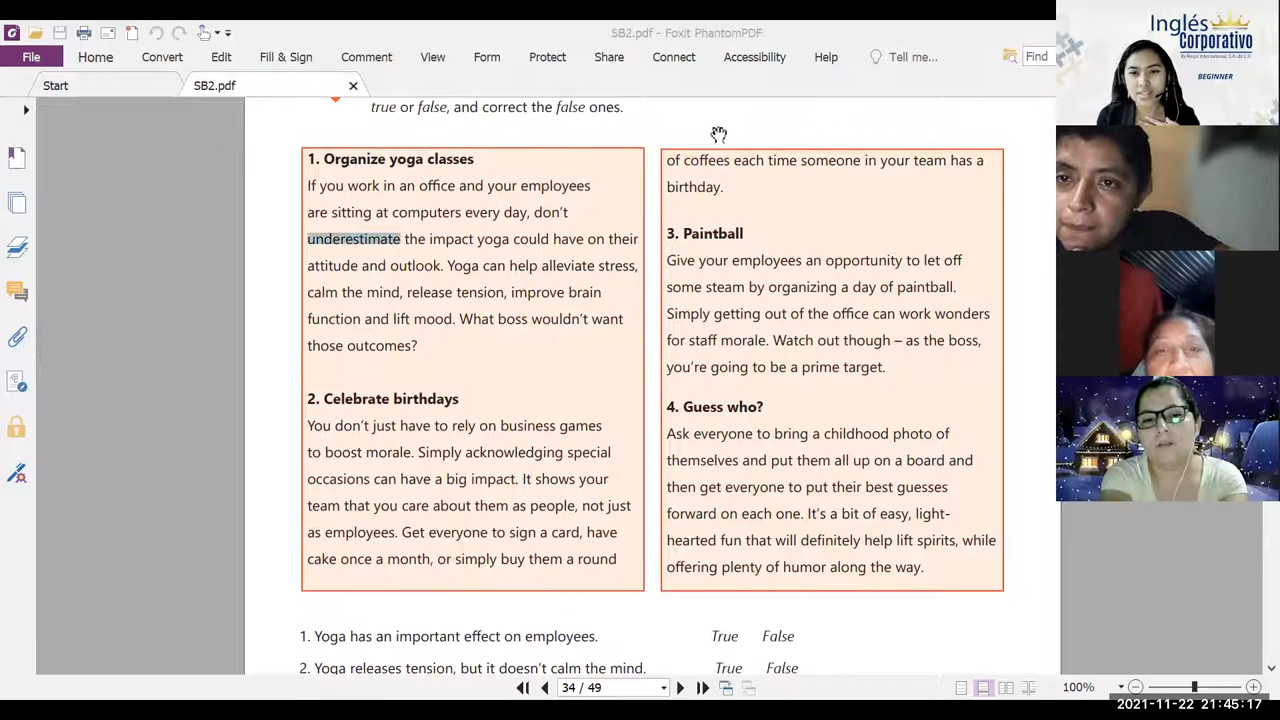 SB2.pdf - Foxit PhantomPDF
File Home Convert Edit Fill & Sign Comment View Form Protect Share Connect Accessibility Help Tell me... Find
Start SB2.pdf
true or false, and correct the false ones.
1. Organize yoga classes
If you work in an office and your employees
are sitting at computers every day, don't
underestimate the impact yoga could have on their
attitude and outlook. Yoga can help alleviate stress,
calm the mind, release tension, improve brain
function and lift mood. What boss wouldn't want
those outcomes?
2. Celebrate birthdays
You don't just have to rely on business games
to boost morale. Simply acknowledging special
occasions can have a big impact. It shows your
team that you care about them as people, not just
as employees. Get everyone to sign a card, have
cake once a month, or simply buy them a round
of coffees each time someone in your team has a
birthday.
3. Paintball
Give your employees an opportunity to let off
some steam by organizing a day of paintball.
Simply getting out of the office can work wonders
for staff morale. Watch out though – as the boss,
you're going to be a prime target.
4. Guess who?
Ask everyone to bring a childhood photo of
themselves and put them all up on a board and
then get everyone to put their best guesses
forward on each one. It's a bit of easy, light-
hearted fun that will definitely help lift spirits, while
offering plenty of humor along the way.
1. Yoga has an important effect on employees. True False
2. Yoga releases tension, but it doesn't calm the mind. True False
34 / 49
100%
Inglés
Corporativo
BEGINNER
2021-11-22 21:45:17